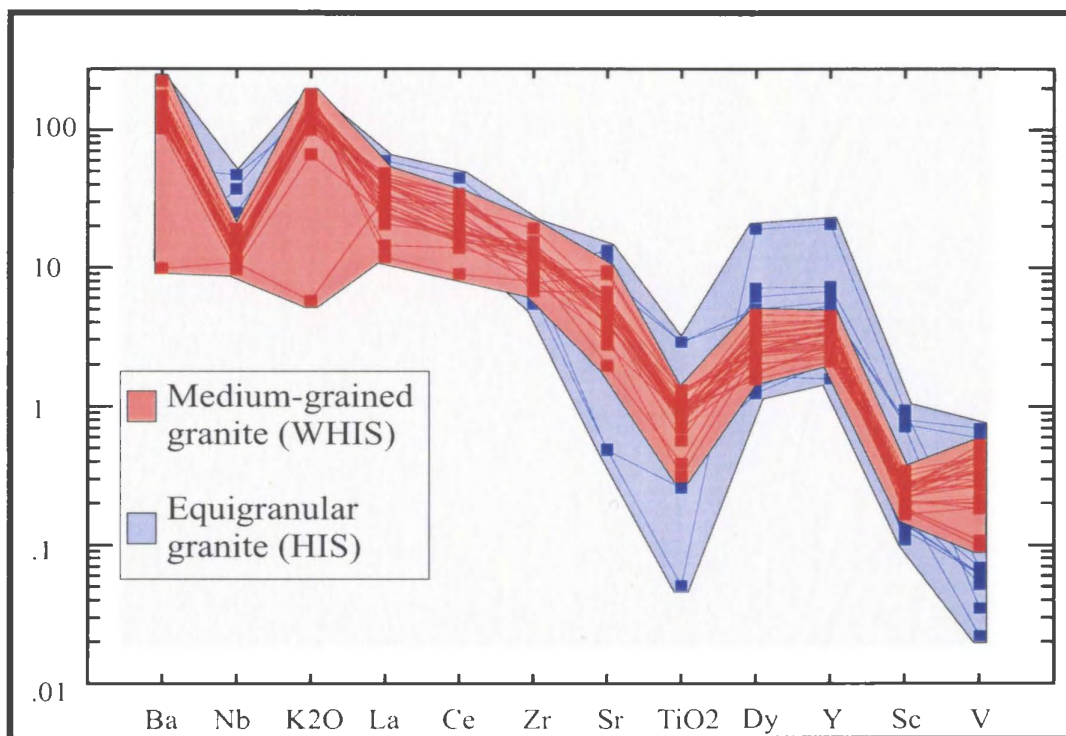 100
10
1
.1
.01
Medium-grained
granite (WHIS)
Equigranular
granite (HIS)
Ba Nb K2O La Ce Zr Sr TiO2 Dy Y Sc V